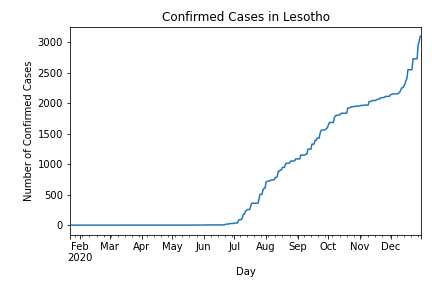 Confirmed Cases in Lesotho
Number of Confirmed Cases
3000
2500
2000
1500
1000
500
0
Feb Mar Apr May Jun Jul Aug Sep Oct Nov Dec
2020
Day